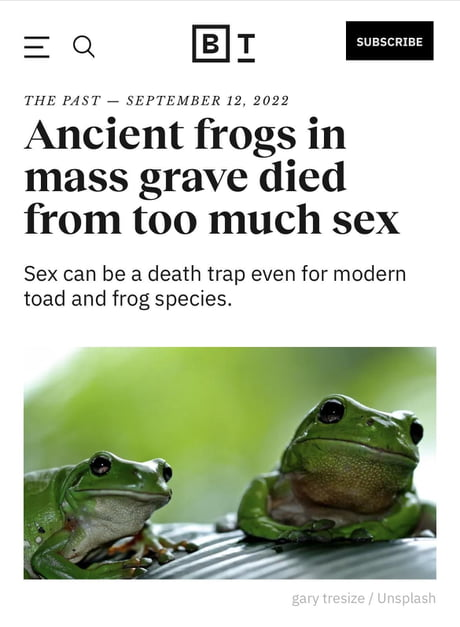 B T
SUBSCRIBE
THE PAST — SEPTEMBER 12, 2022
Ancient frogs in
mass grave died
from too much sex
Sex can be a death trap even for modern
toad and frog species.
gary tresize / Unsplash